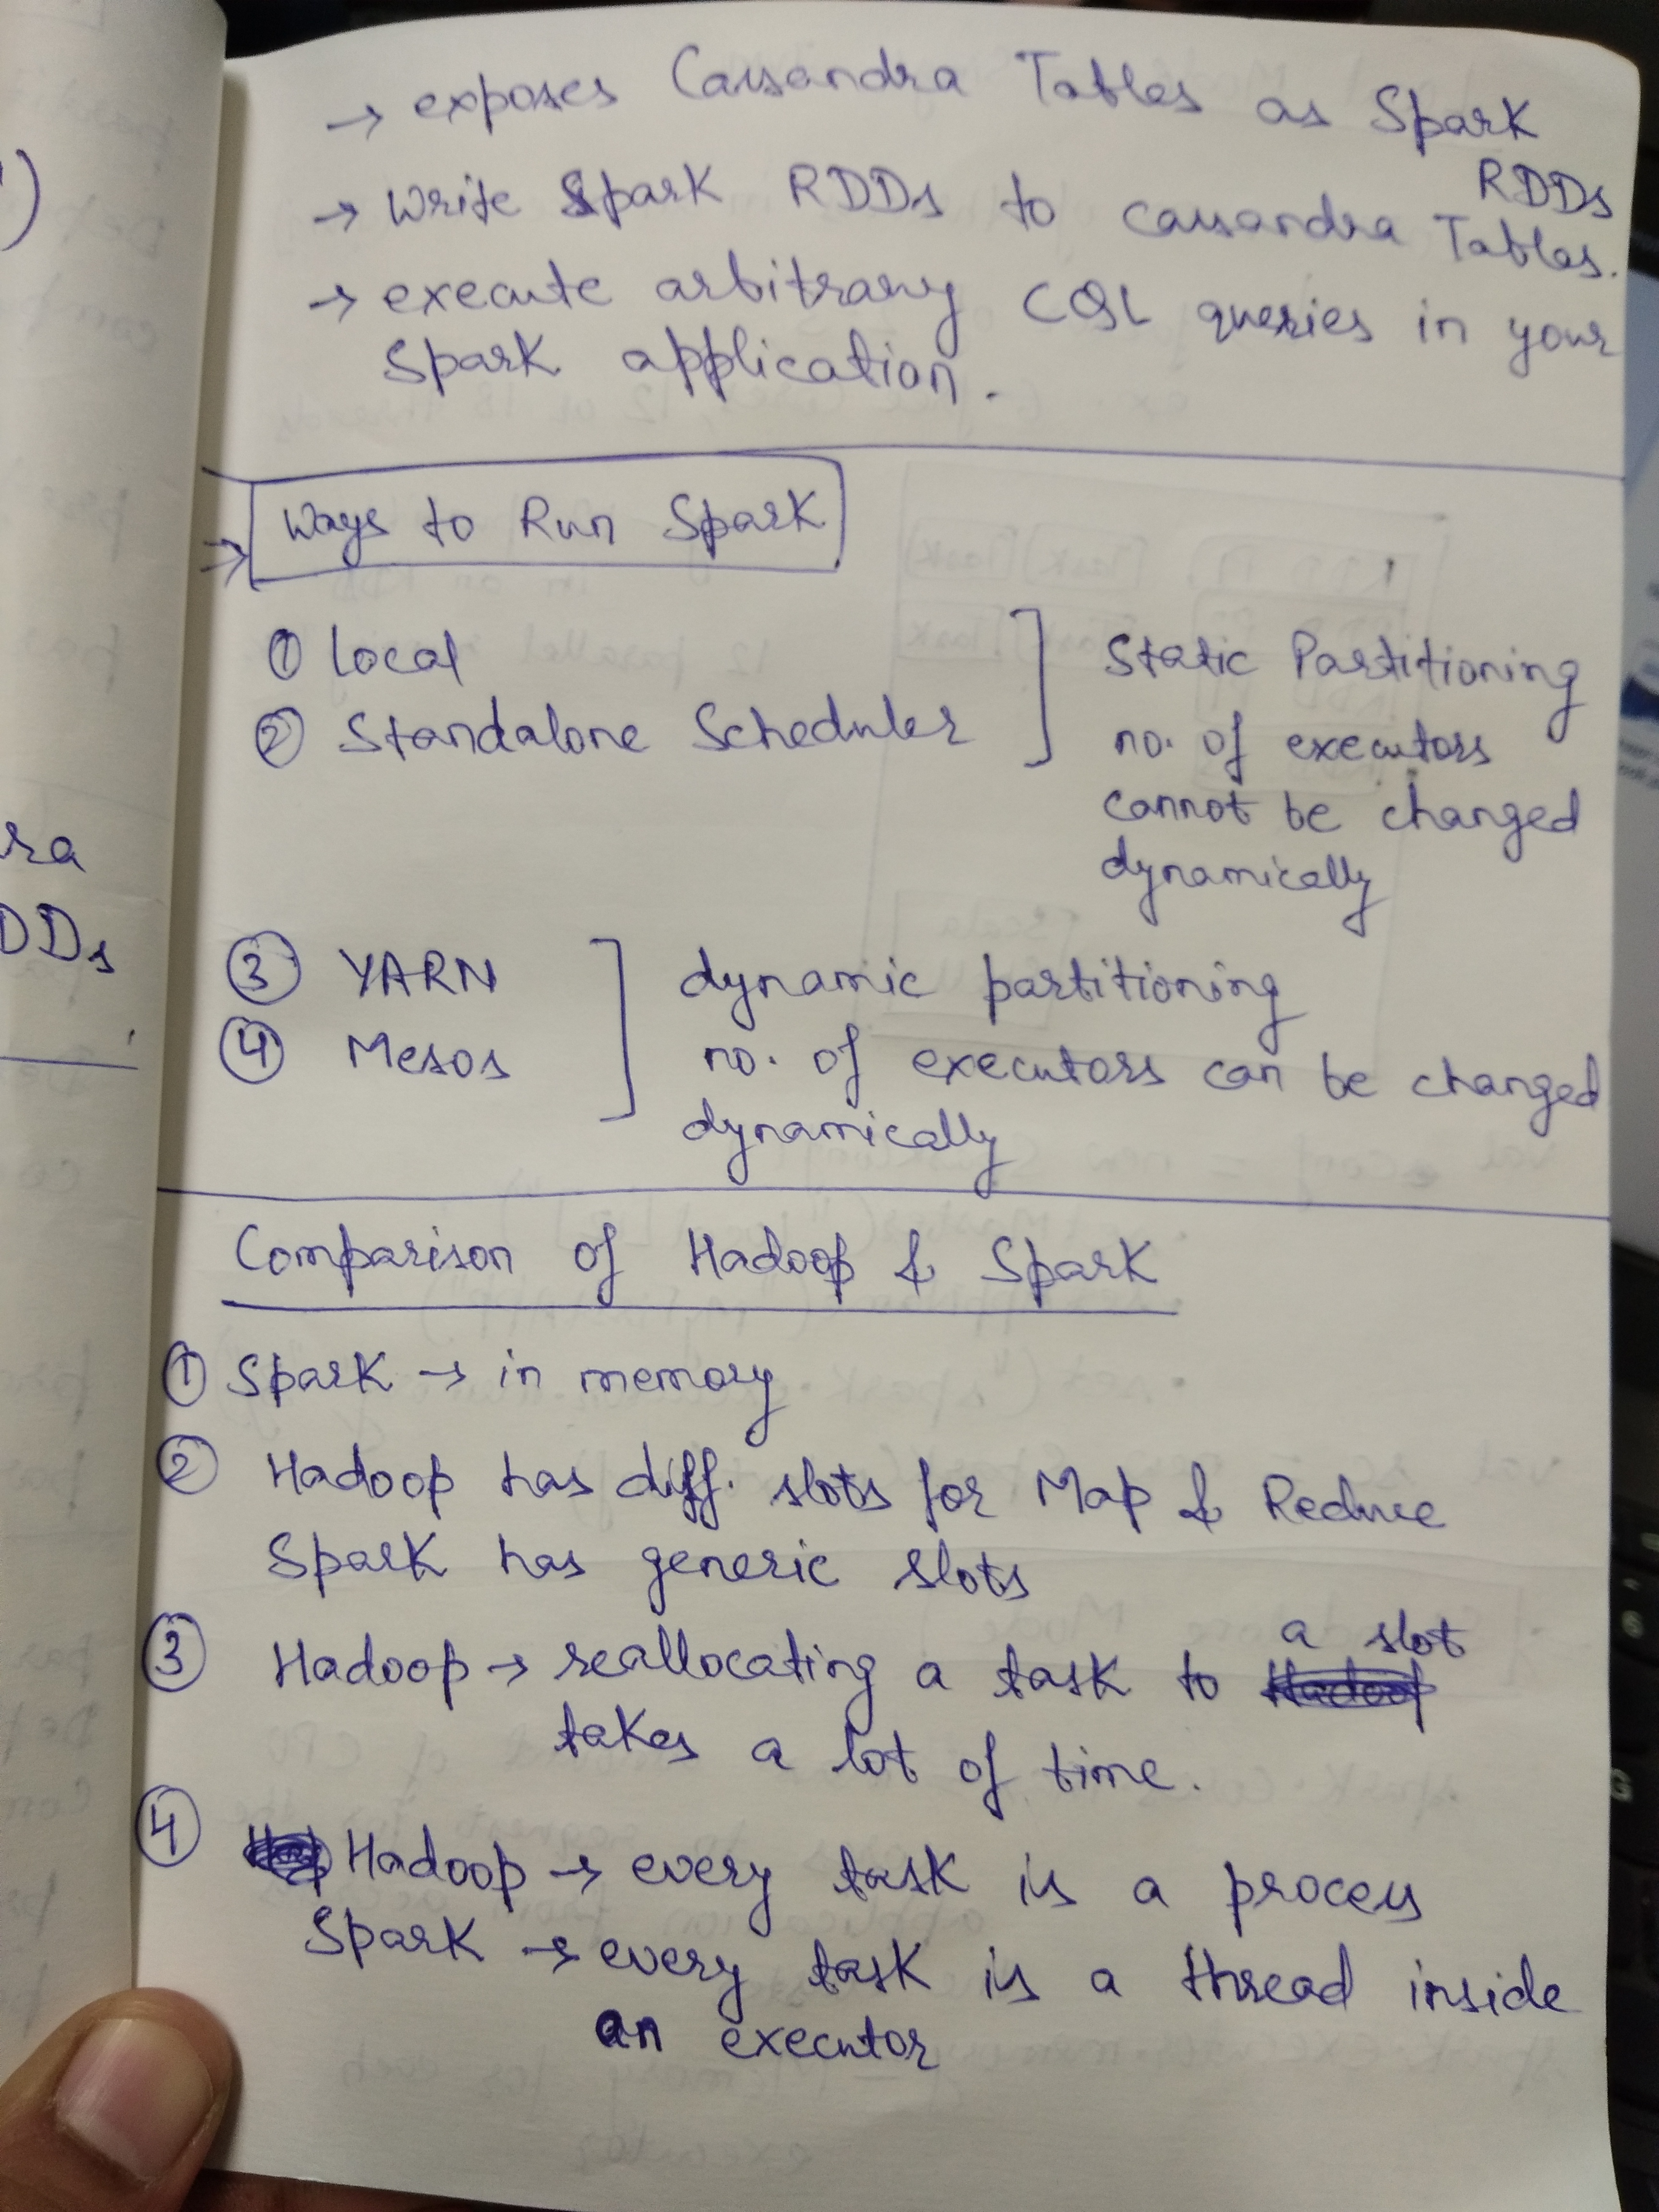 → exposes Cassandra Tables as Spark
RDDs
→ Write Spark RDDs to Cassandra Tables.
→ execute arbitrary CQL queries in your
Spark application.
Ways to Run Spark
① local
② Standalone Scheduler
Static Partitioning
no. of executors
cannot be changed
dynamically
③ YARN
④ Mesos
dynamic partitioning
no. of executors can be changed
dynamically
Comparison of Hadoop & Spark
① Spark → in memory
② Hadoop has diff. slots for Map & Reduce
Spark has generic slots
③ Hadoop → reallocating a task to a slot
takes a lot of time.
④ Hadoop → every task is a process
Spark → every task is a thread inside
an executor
ra
DDs